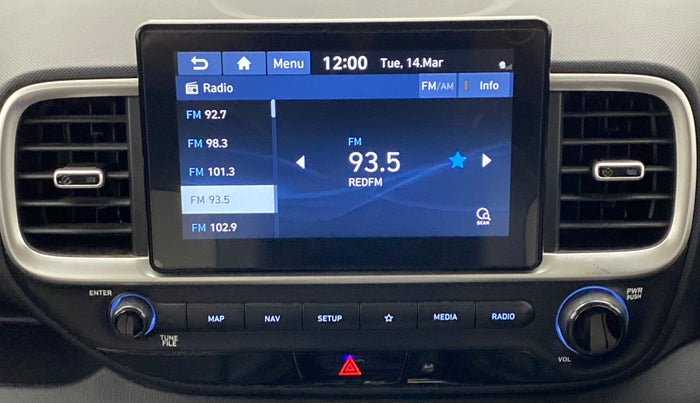 Menu 12:00 Tue, 14.Mar
Radio FM/AM Info
FM 92.7
FM 98.3
FM 101.3
FM 93.5
FM 102.9
FM
93.5
REDFM
SCAN
ENTER
TUNE
FILE
MAP NAV SETUP MEDIA RADIO
PWR
PUSH
VOL